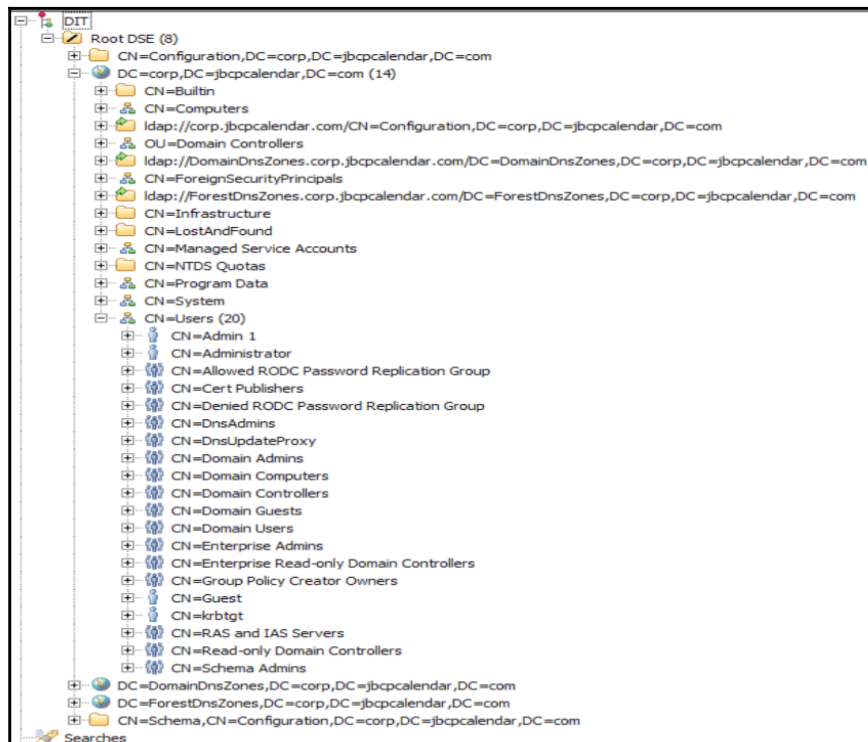 DIT
Root DSE (8)
CN=Configuration,DC=corp,DC=jbcpcalendar,DC=com
DC=corp,DC=jbcpcalendar,DC=com (14)
CN=Builtin
CN=Computers
ldap://corp.jbcpcalendar.com/CN=Configuration,DC=corp,DC=jbcpcalendar,DC=com
OU=Domain Controllers
ldap://DomainDnsZones.corp.jbcpcalendar.com/DC=DomainDnsZones,DC=corp,DC=jbcpcalendar,DC=com
CN=ForeignSecurityPrincipals
ldap://ForestDnsZones.corp.jbcpcalendar.com/DC=ForestDnsZones,DC=corp,DC=jbcpcalendar,DC=com
CN=Infrastructure
CN=LostAndFound
CN=Managed Service Accounts
CN=NTDS Quotas
CN=Program Data
CN=System
CN=Users (20)
CN=Admin 1
CN=Administrator
CN=Allowed RODC Password Replication Group
CN=Cert Publishers
CN=Denied RODC Password Replication Group
CN=DnsAdmins
CN=DnsUpdateProxy
CN=Domain Admins
CN=Domain Computers
CN=Domain Controllers
CN=Domain Guests
CN=Domain Users
CN=Enterprise Admins
CN=Enterprise Read-only Domain Controllers
CN=Group Policy Creator Owners
CN=Guest
CN=krbtgt
CN=RAS and IAS Servers
CN=Read-only Domain Controllers
CN=Schema Admins
DC=DomainDnsZones,DC=corp,DC=jbcpcalendar,DC=com
DC=ForestDnsZones,DC=corp,DC=jbcpcalendar,DC=com
CN=Schema,CN=Configuration,DC=corp,DC=jbcpcalendar,DC=com
Searches